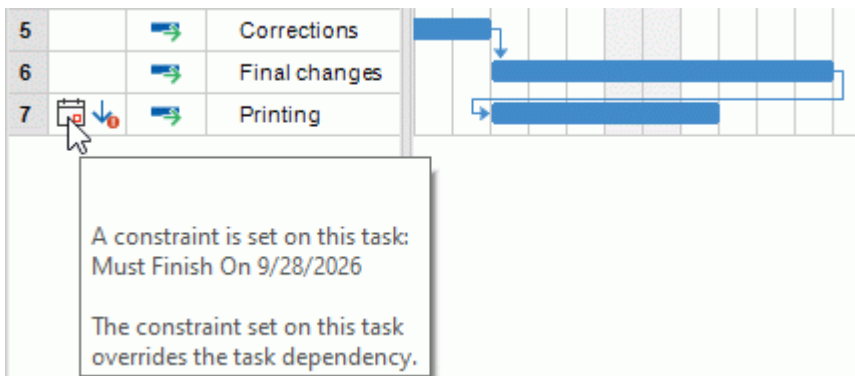 5 Corrections
6 Final changes
7 Printing
A constraint is set on this task:
Must Finish On 9/28/2026
The constraint set on this task
overrides the task dependency.